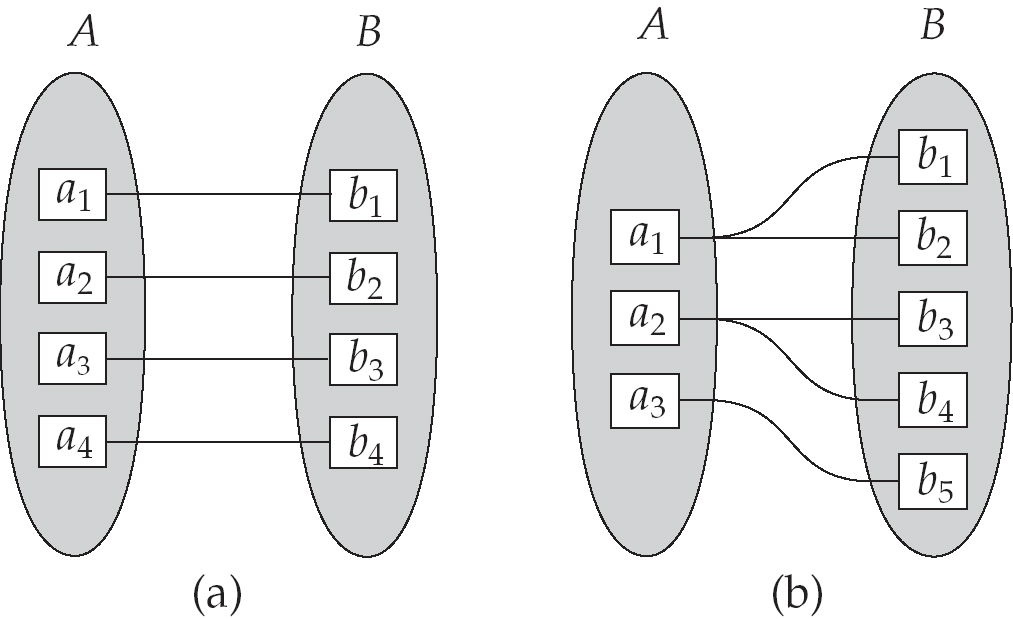 A B
a₁ b₁
a₂ b₂
a₃ b₃
a₄ b₄
(a)
A B
b₁
a₁ b₂
a₂ b₃
a₃ b₄
b₅
(b)